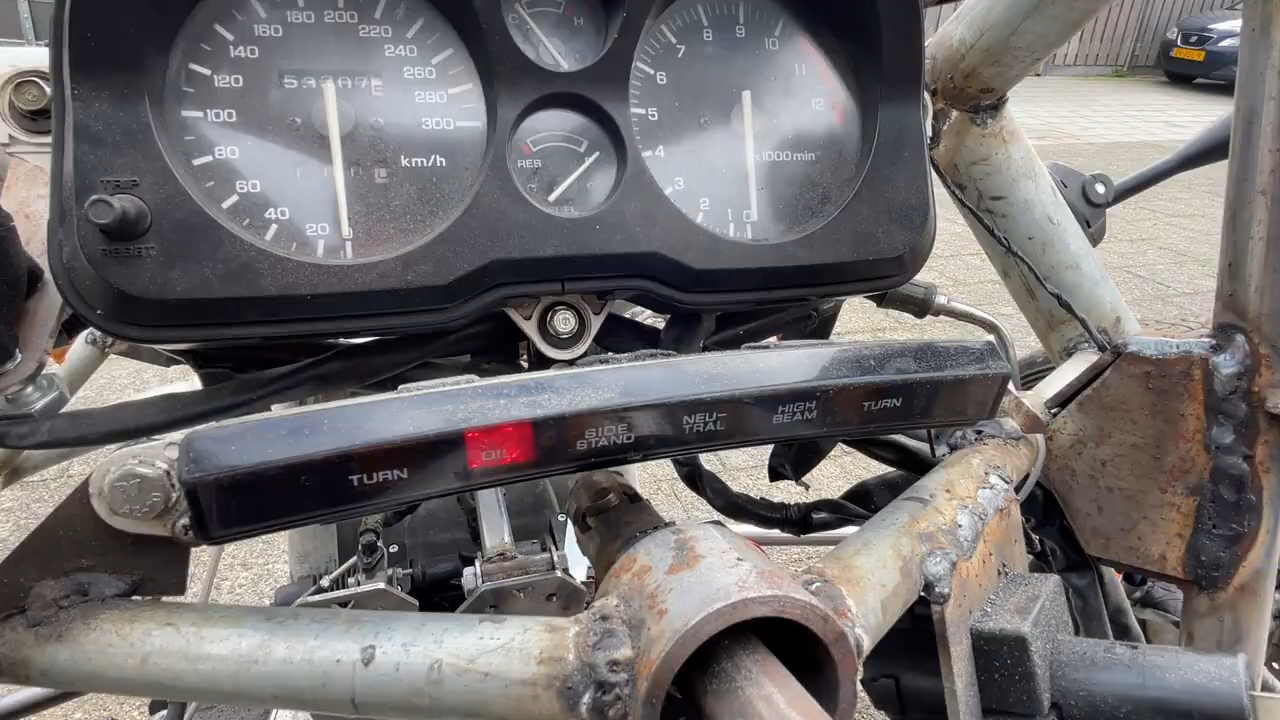 180 200
160
220
140
240
120
260
100
280
300
80
km/h
60
40
20
0
TRIP
RESET
C
H
RES
FUEL
8
9
7
10
6
11
5
12
4
x1000min⁻¹
3
2
1
0
TURN
OIL
SIDE
STAND
NEU-
TRAL
HIGH
BEAM
TURN